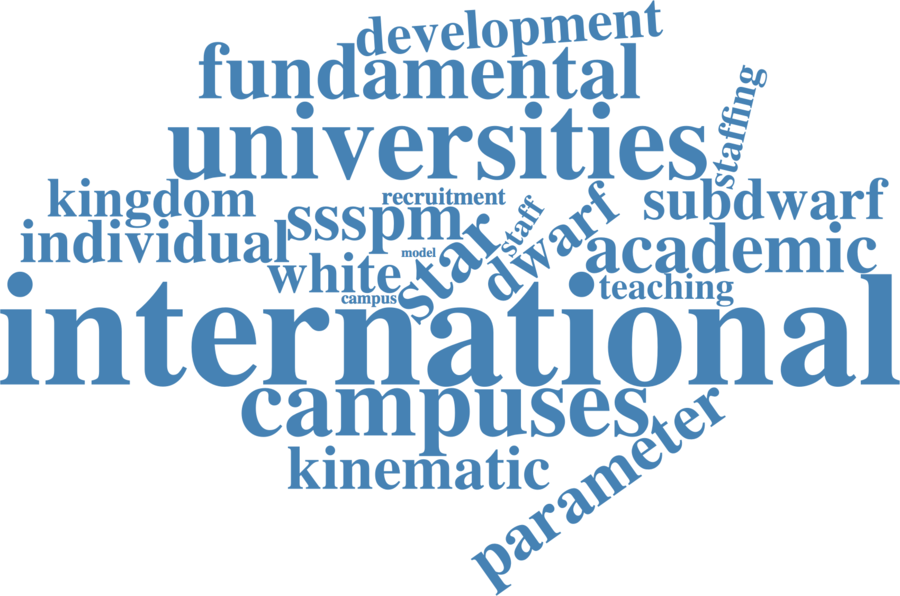 development
fundamental
staffing
universities
kingdom
recruitment
subdwarf
individual
ssspm
staff
star
dwarf
academic
white
model
campus
teaching
international
campuses
kinematic
parameter